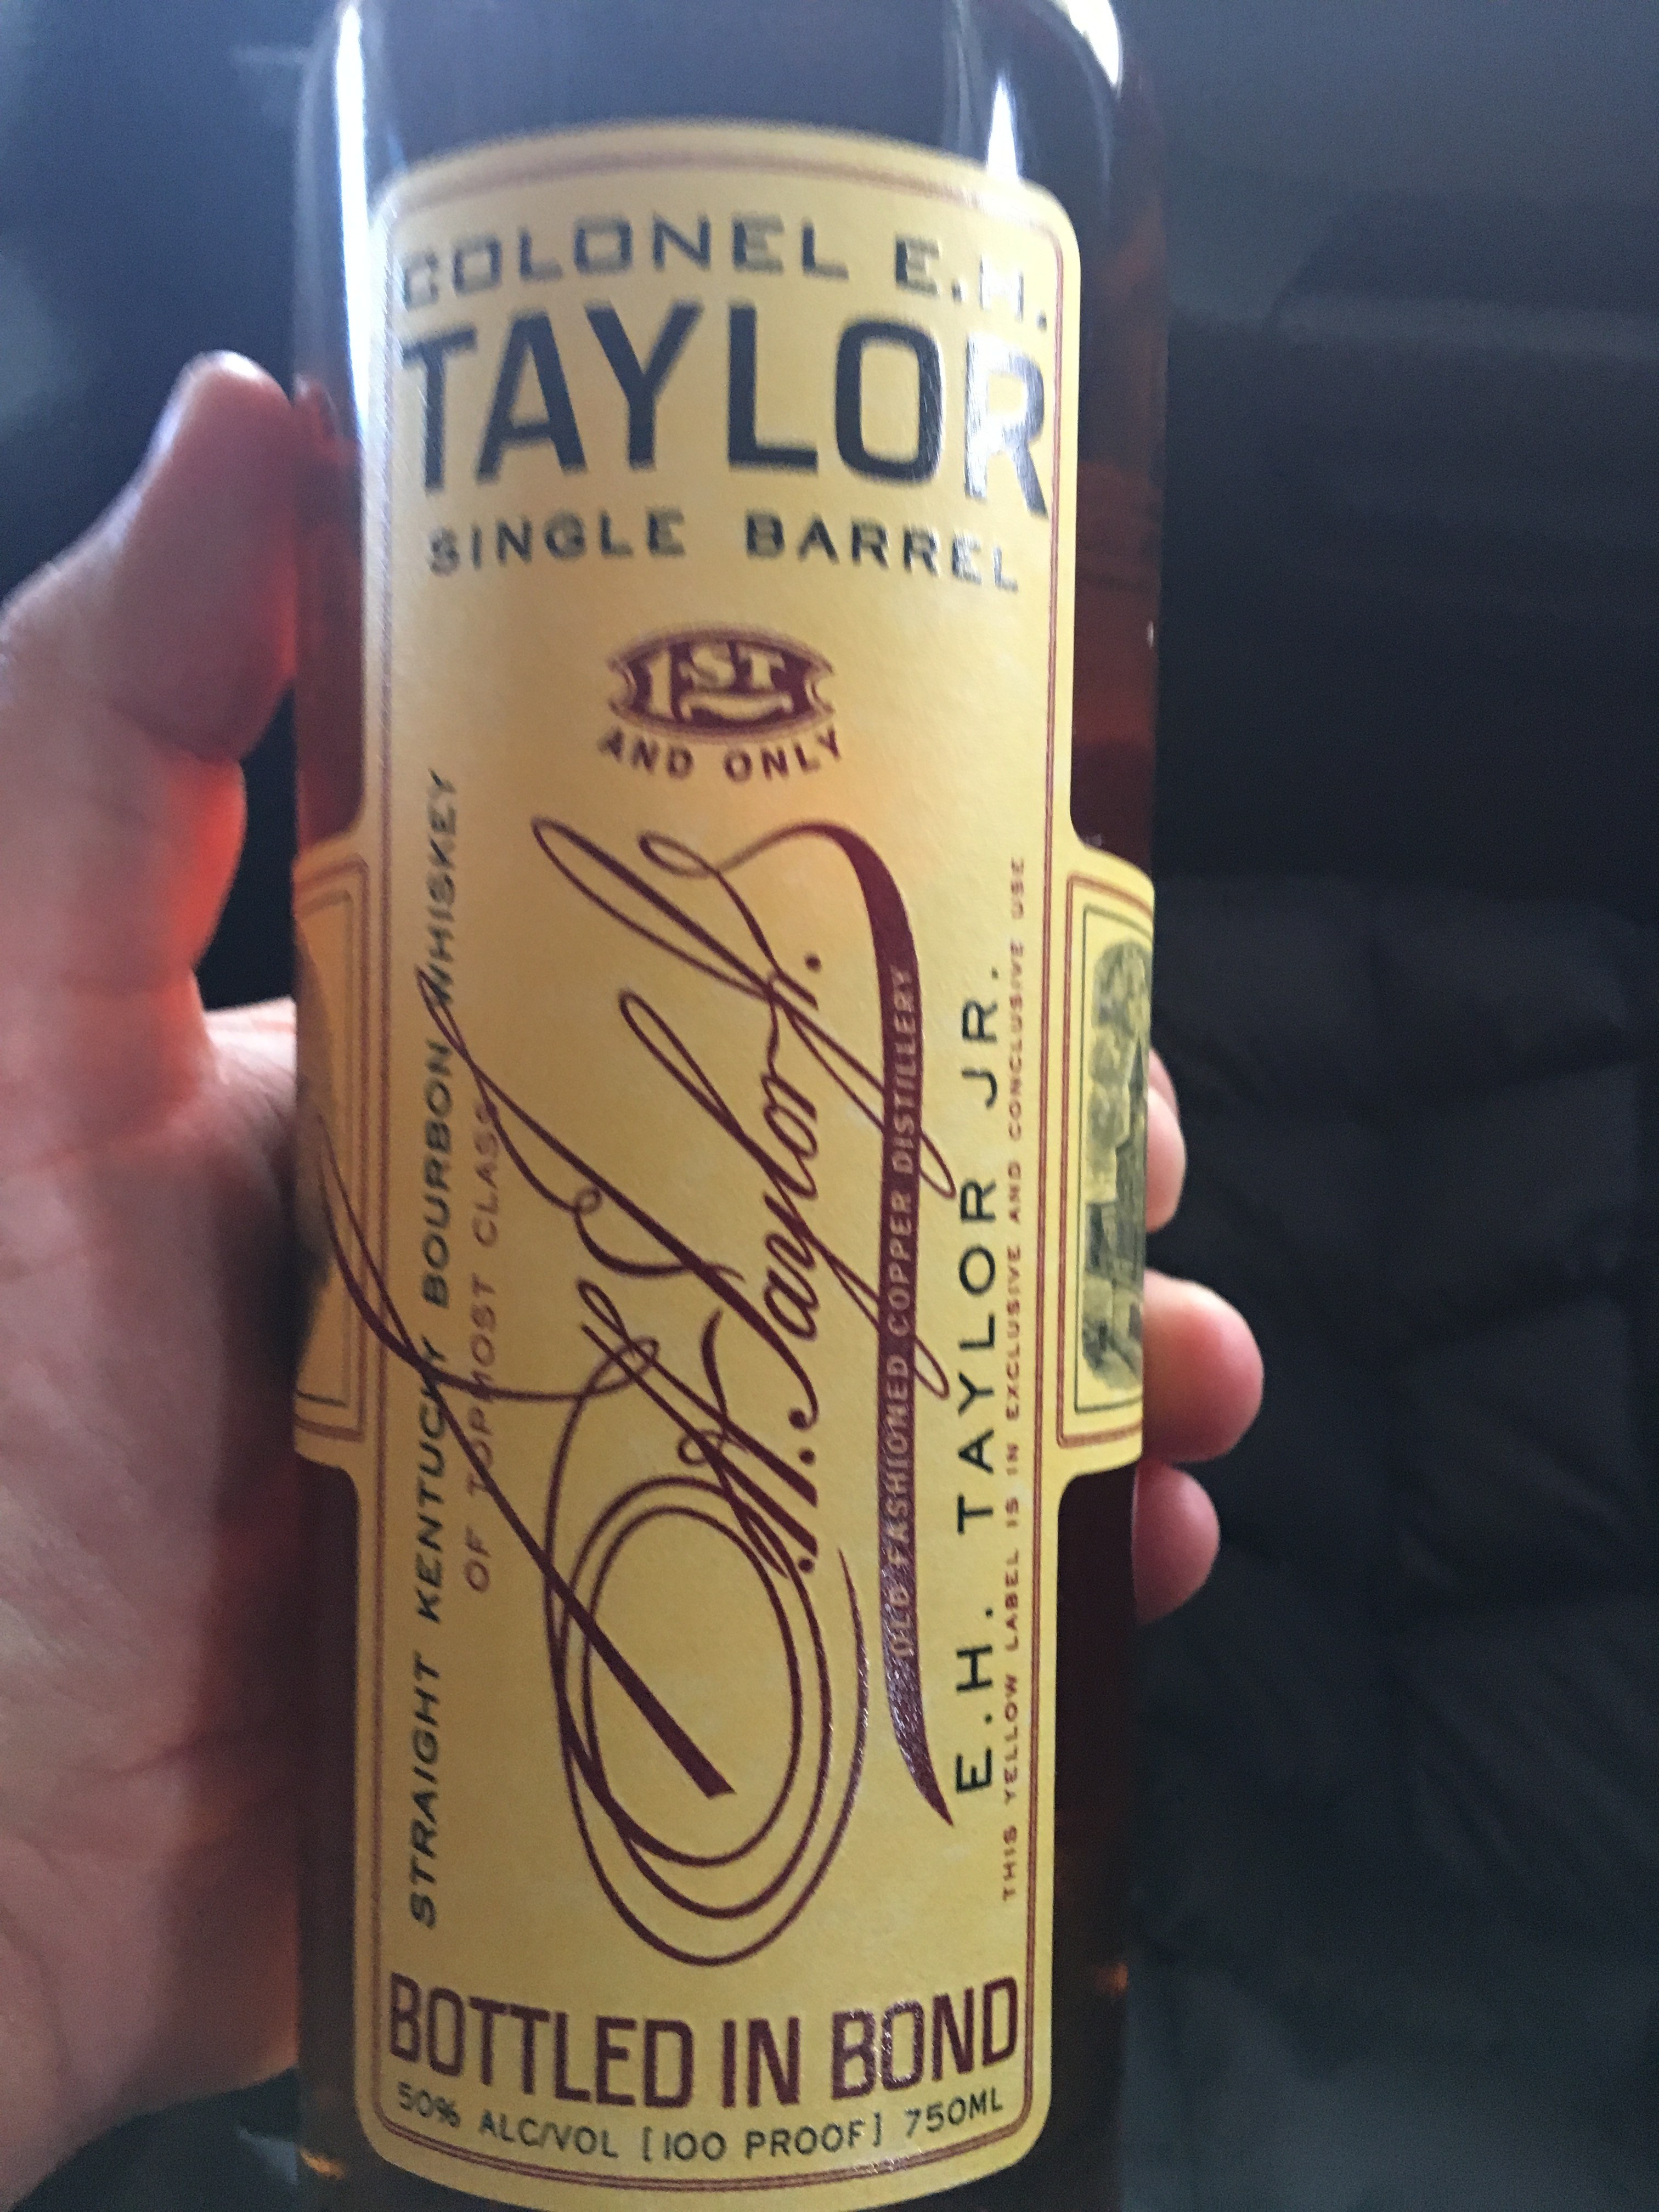 COLONEL E.H.
TAYLOR
SINGLE BARREL
1ST
AND ONLY
STRAIGHT KENTUCKY BOURBON WHISKEY
OF TOPMOST CLASS
E. H. Taylor, Jr.
OLD FASHIONED COPPER DISTILLERY
E.H. TAYLOR JR.
THIS YELLOW LABEL IS IN EXCLUSIVE AND CONCLUSIVE USE
BOTTLED IN BOND
50% ALC/VOL [100 PROOF] 750ML